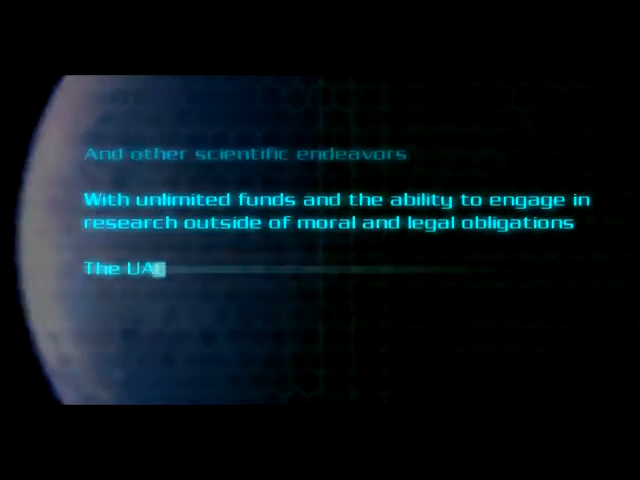 And other scientific endeavors
With unlimited funds and the ability to engage in
research outside of moral and legal obligations
The UAC